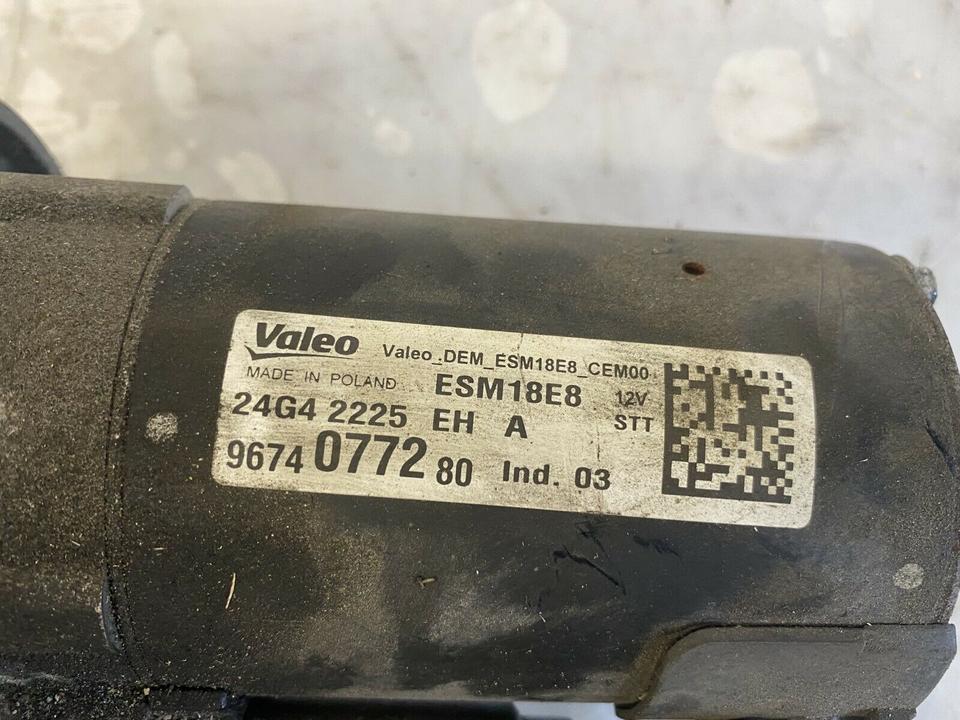 Valeo Valeo_DEM_ESM18E8_CEM00
MADE IN POLAND ESM18E8 12V
24G4 2225 EH A STT
9674 0772 80 Ind. 03